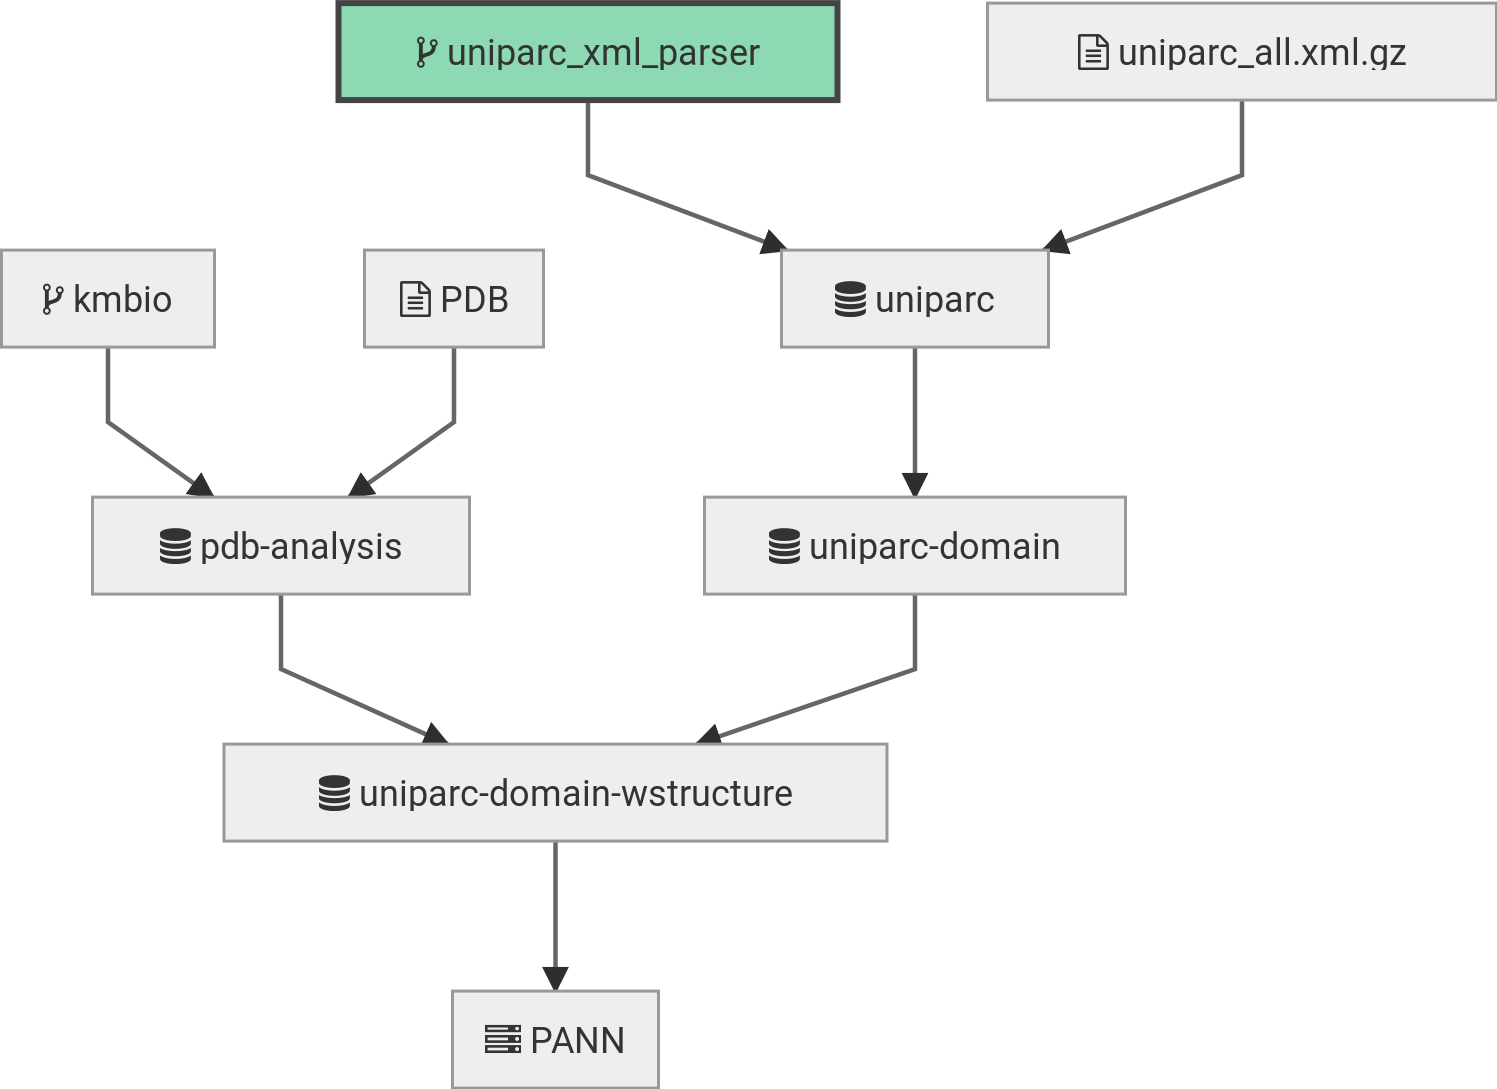 uniparc_xml_parser
uniparc_all.xml.gz
kmbio
PDB
uniparc
pdb-analysis
uniparc-domain
uniparc-domain-wstructure
PANN